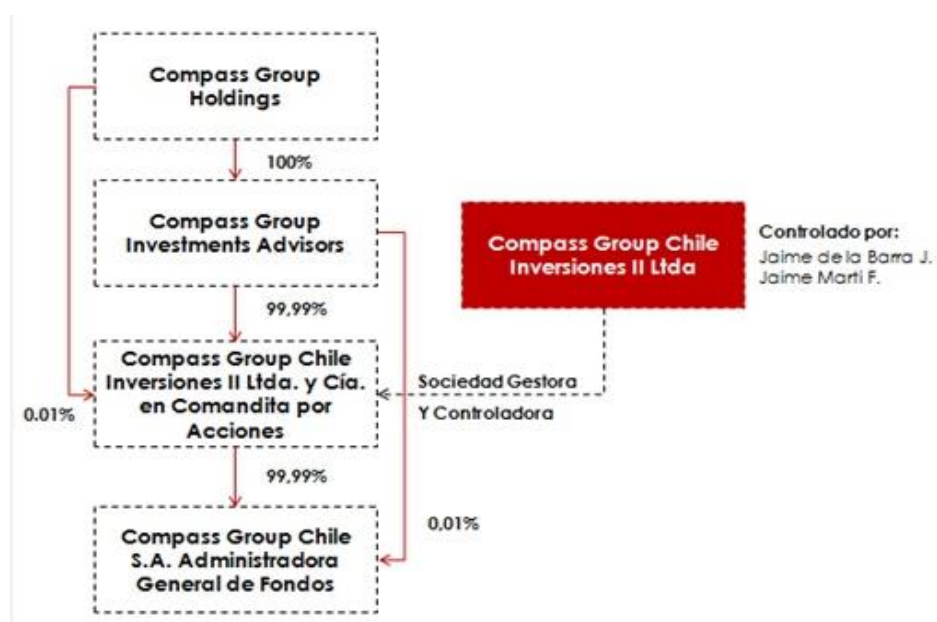 Compass Group
Holdings
100%
Compass Group
Investments Advisors
Compass Group Chile
Inversiones II Ltda
Controlado por:
Jaime de la Barra J.
Jaime Marti F.
99,99%
Compass Group Chile
Inversiones II Ltda. y Cía.
en Comandita por
Acciones
Sociedad Gestora
Y Controladora
0.01%
99,99%
0,01%
Compass Group Chile
S.A. Administradora
General de Fondos